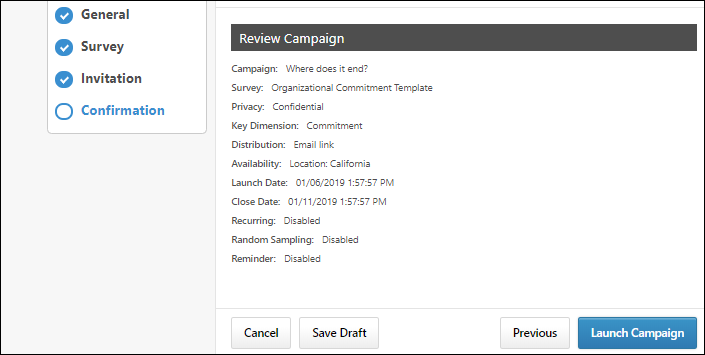 General
Survey
Invitation
Confirmation
Review Campaign
Campaign: Where does it end?
Survey: Organizational Commitment Template
Privacy: Confidential
Key Dimension: Commitment
Distribution: Email link
Availability: Location: California
Launch Date: 01/06/2019 1:57:57 PM
Close Date: 01/11/2019 1:57:57 PM
Recurring: Disabled
Random Sampling: Disabled
Reminder: Disabled
Cancel Save Draft Previous Launch Campaign